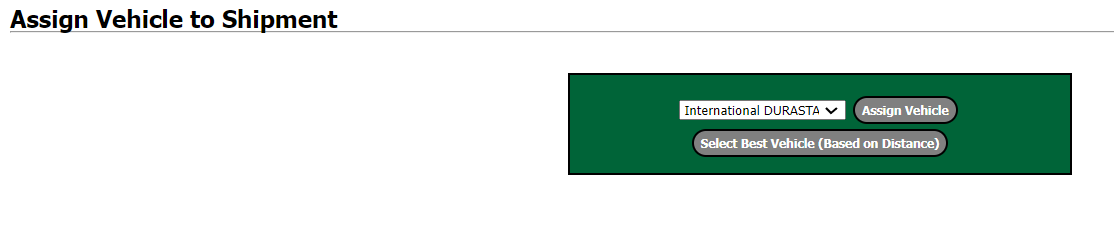 Assign Vehicle to Shipment
International DURASTA Assign Vehicle
Select Best Vehicle (Based on Distance)